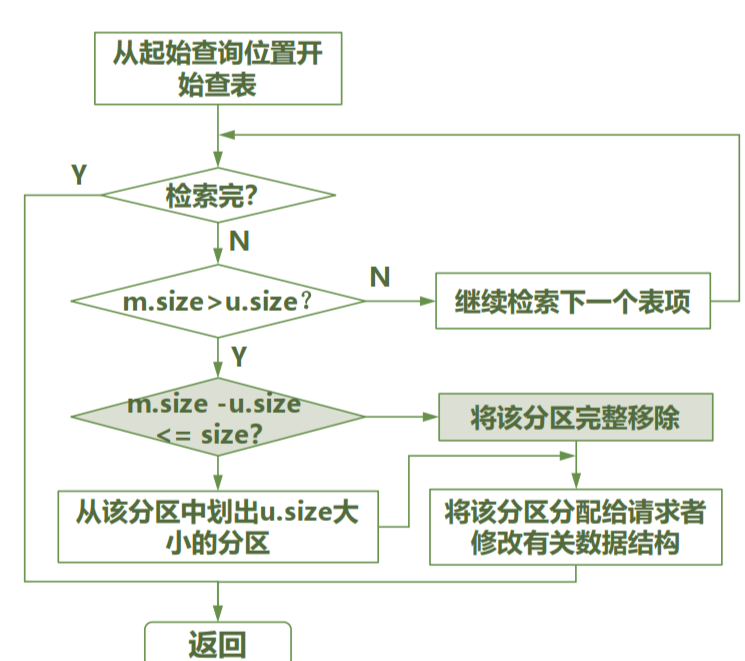 从起始查询位置开
始查表
Y
检索完？
N
m.size>u.size？
N
继续检索下一个表项
Y
m.size -u.size
<= size?
将该分区完整移除
从该分区中划出u.size大
小的分区
将该分区分配给请求者
修改有关数据结构
返回